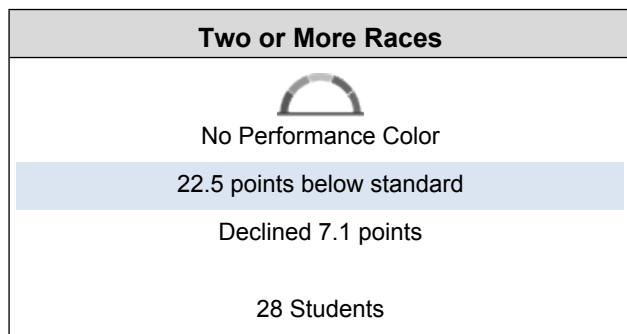 Two or More Races
No Performance Color
22.5 points below standard
Declined 7.1 points
28 Students